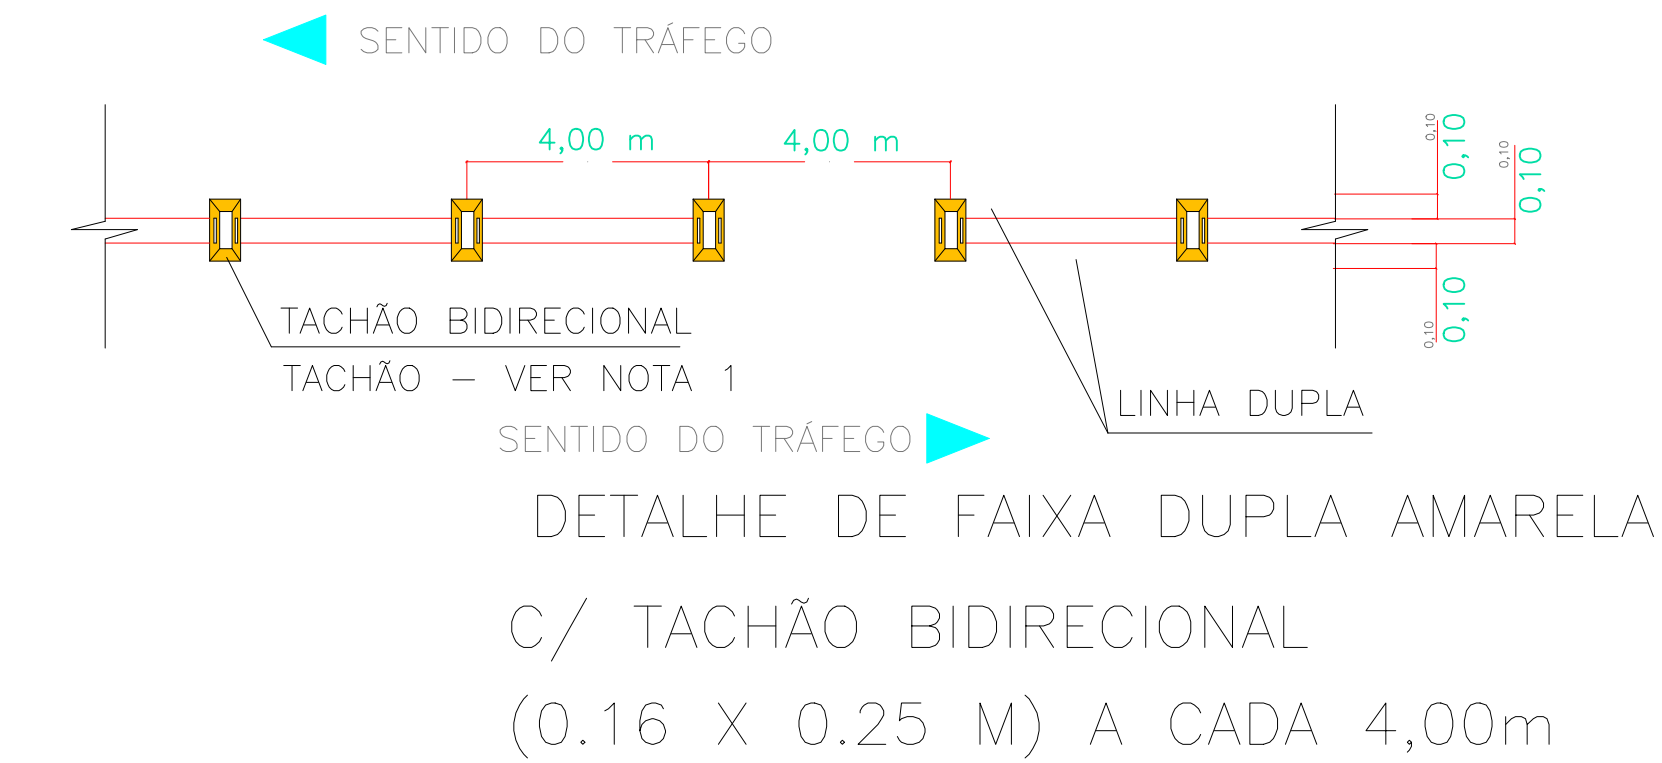 SENTIDO DO TRÁFEGO
4,00 m
4,00 m
0,10
0,10
0,10
0,10
TACHÃO BIDIRECIONAL
TACHÃO – VER NOTA 1
0,10
0,10
LINHA DUPLA
SENTIDO DO TRÁFEGO
DETALHE DE FAIXA DUPLA AMARELA
C/ TACHÃO BIDIRECIONAL
(0.16 X 0.25 M) A CADA 4,00m